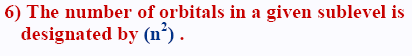 6) The number of orbitals in a given sublevel is
designated by (n²) .